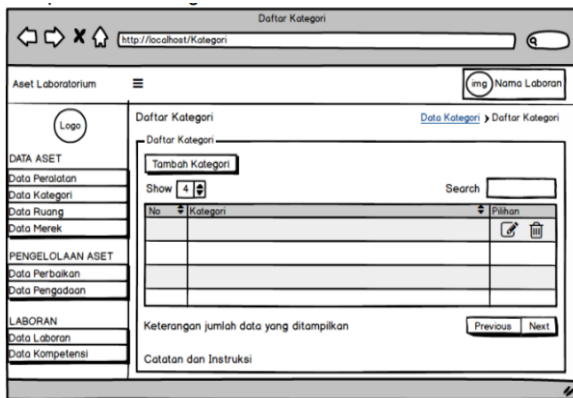 Daftar Kategori
http://localhost/Kategori
Aset Laboratorium
img Nama Laboran
Logo
Daftar Kategori
Data Kategori > Daftar Kategori
DATA ASET
Data Peralatan
Data Kategori
Data Ruang
Data Merek
PENGELOLAAN ASET
Data Perbaikan
Data Pengadaan
LABORAN
Data Laboran
Data Kompetensi
Daftar Kategori
Tambah Kategori
Show 4
Search
No Kategori Pilihan
Keterangan jumlah data yang ditampilkan
Previous Next
Catatan dan Instruksi